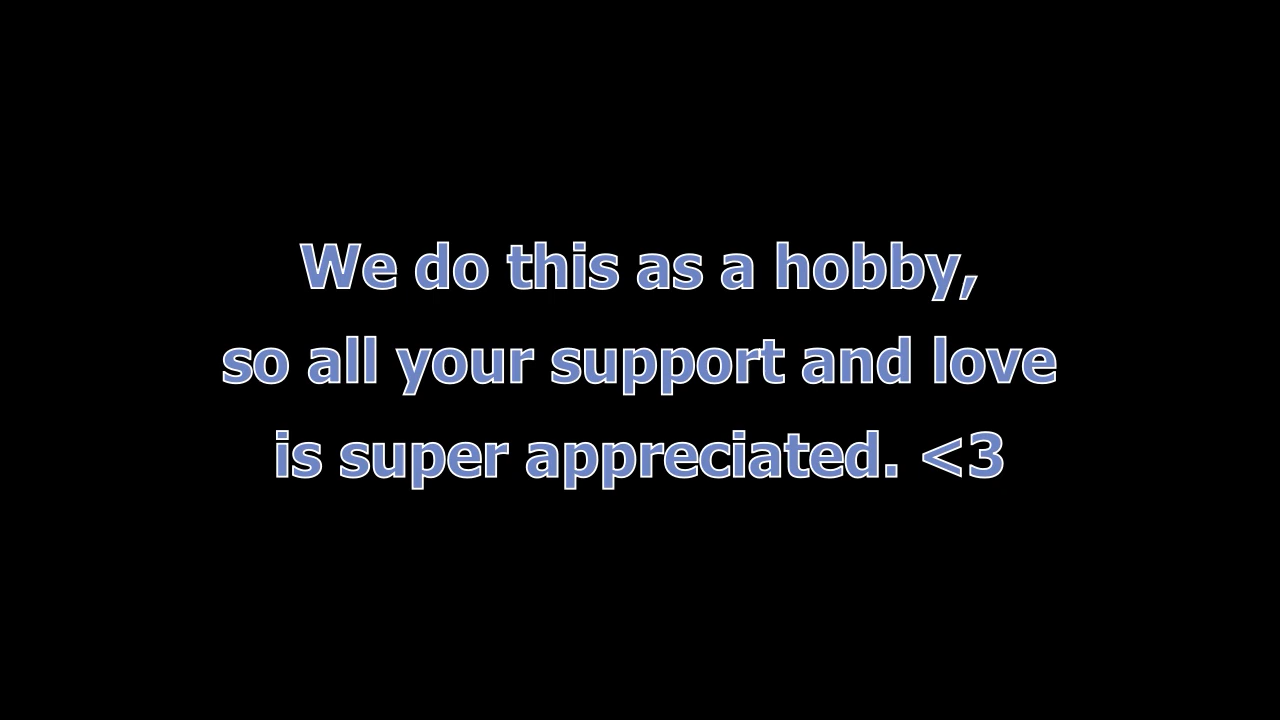 We do this as a hobby,
so all your support and love
is super appreciated. <3